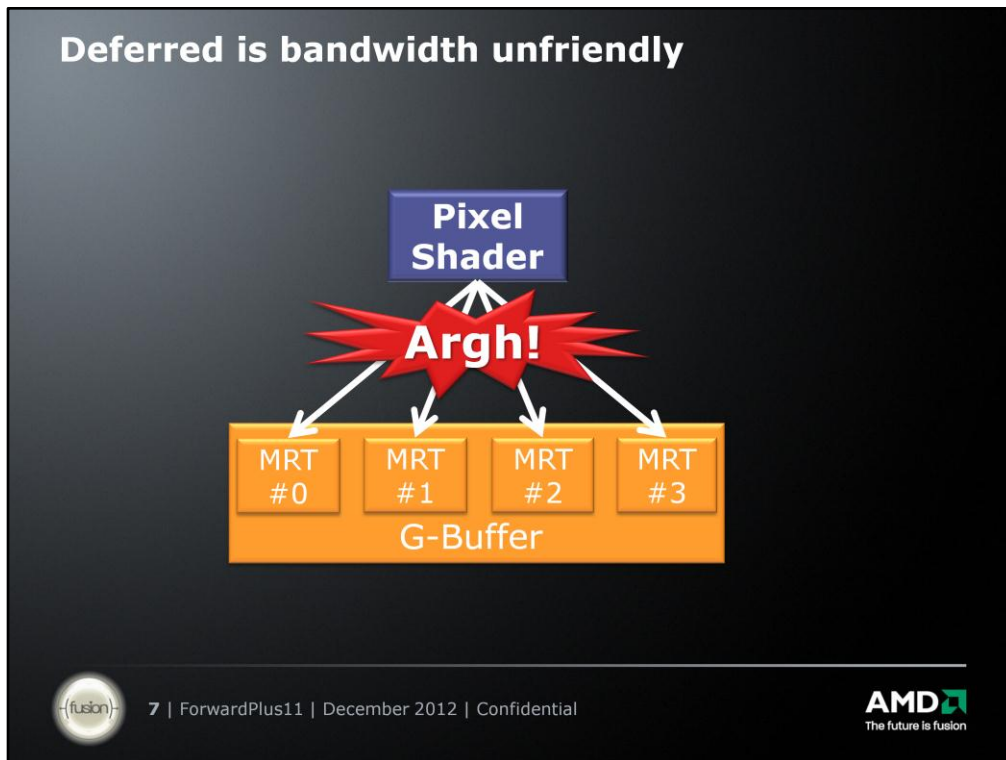 Deferred is bandwidth unfriendly
Pixel
Shader
Argh!
MRT
#0
MRT
#1
MRT
#2
MRT
#3
G-Buffer
(fusion)
7 | ForwardPlus11 | December 2012 | Confidential
AMD
The future is fusion